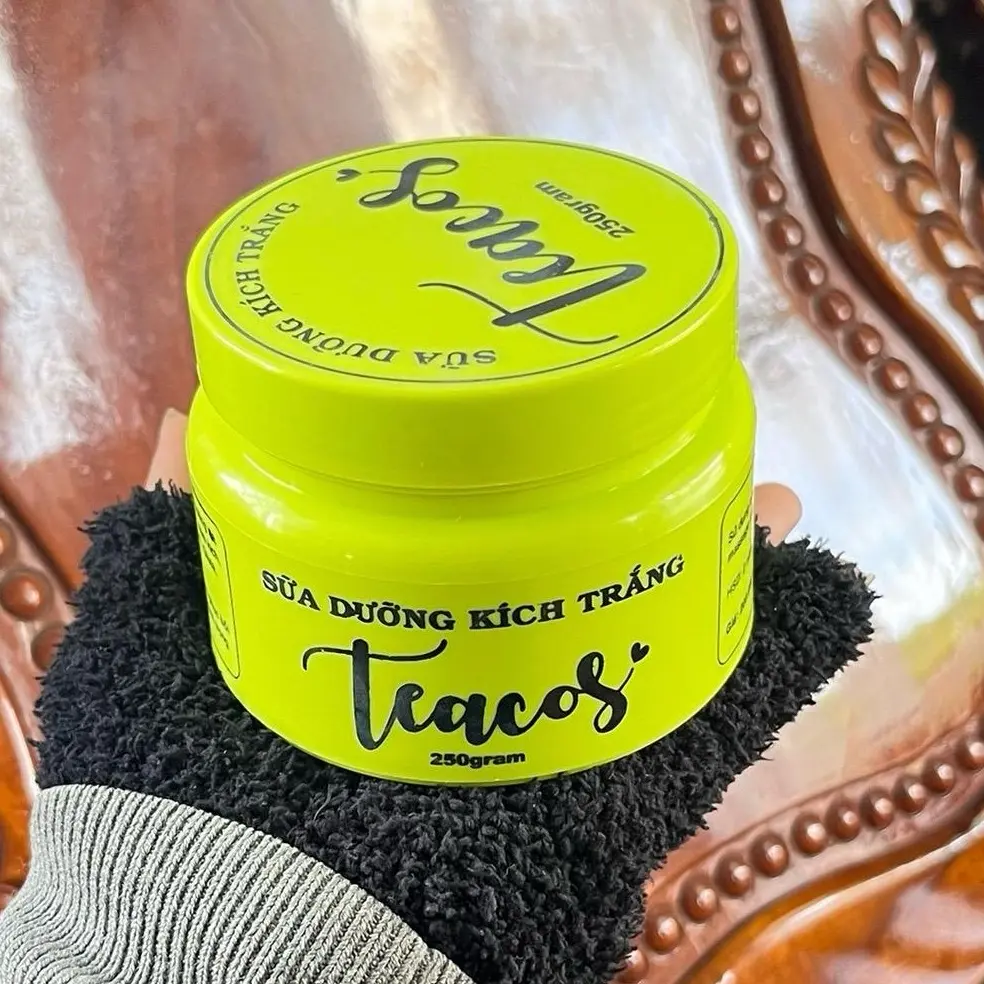 SỮA DƯỠNG KÍCH TRẮNG
Teacos
250gram
SỮA DƯỠNG KÍCH TRẮNG
Teacos
250gram